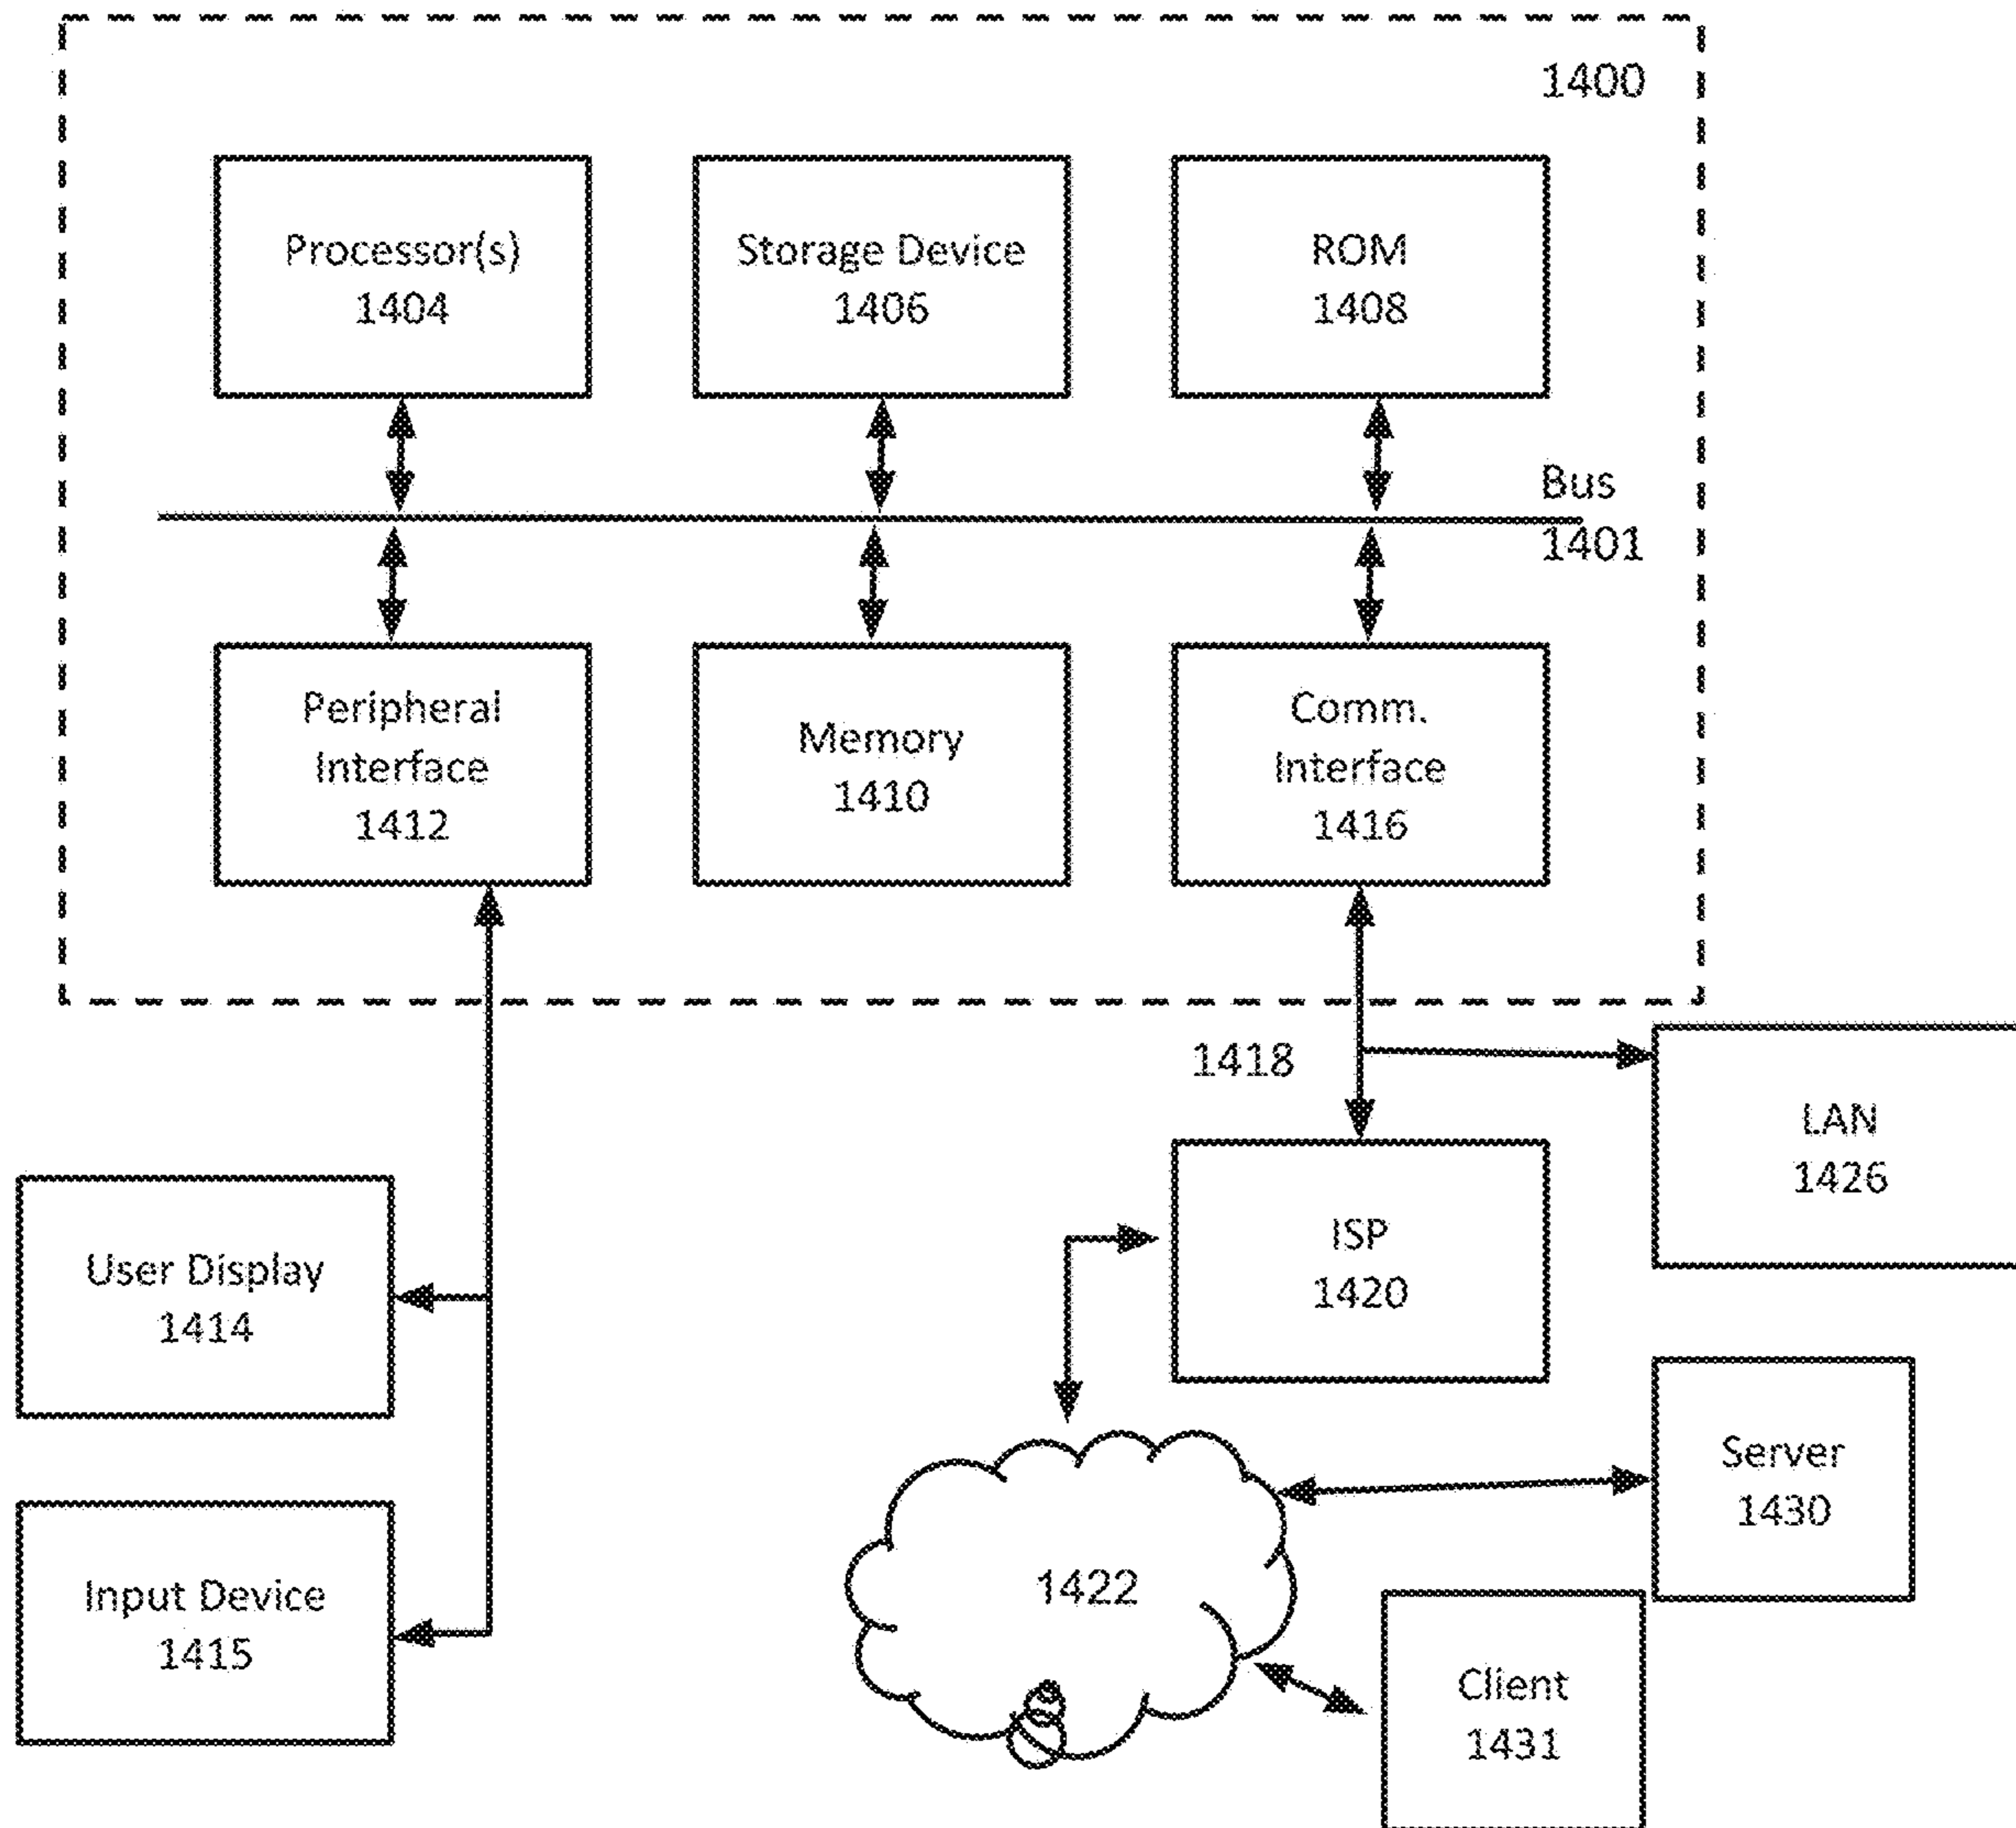 1400
Processor(s)
1404
Storage Device
1406
ROM
1408
Bus
1401
Peripheral
Interface
1412
Memory
1410
Comm.
Interface
1416
1418
LAN
1426
ISP
1420
User Display
1414
Server
1430
Input Device
1415
1422
Client
1431